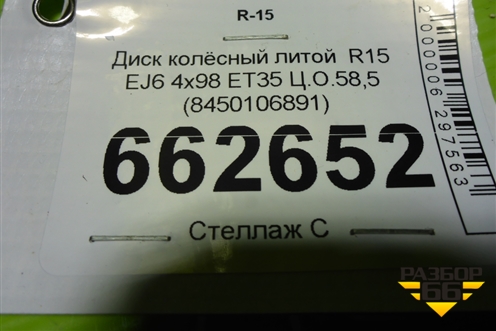 R-15
Диск колёсный литой R15
EJ6 4x98 ET35 Ц.О.58,5
(8450106891)
662652
Стеллаж С
2000006297563
РАЗБОР
66